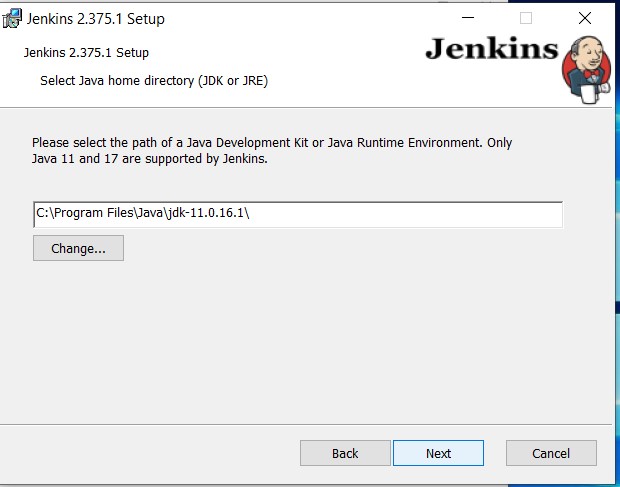 Jenkins 2.375.1 Setup
Jenkins 2.375.1 Setup
Select Java home directory (JDK or JRE)
Jenkins
Please select the path of a Java Development Kit or Java Runtime Environment. Only
Java 11 and 17 are supported by Jenkins.
C:\Program Files\Java\jdk-11.0.16.1\
Change...
Back
Next
Cancel